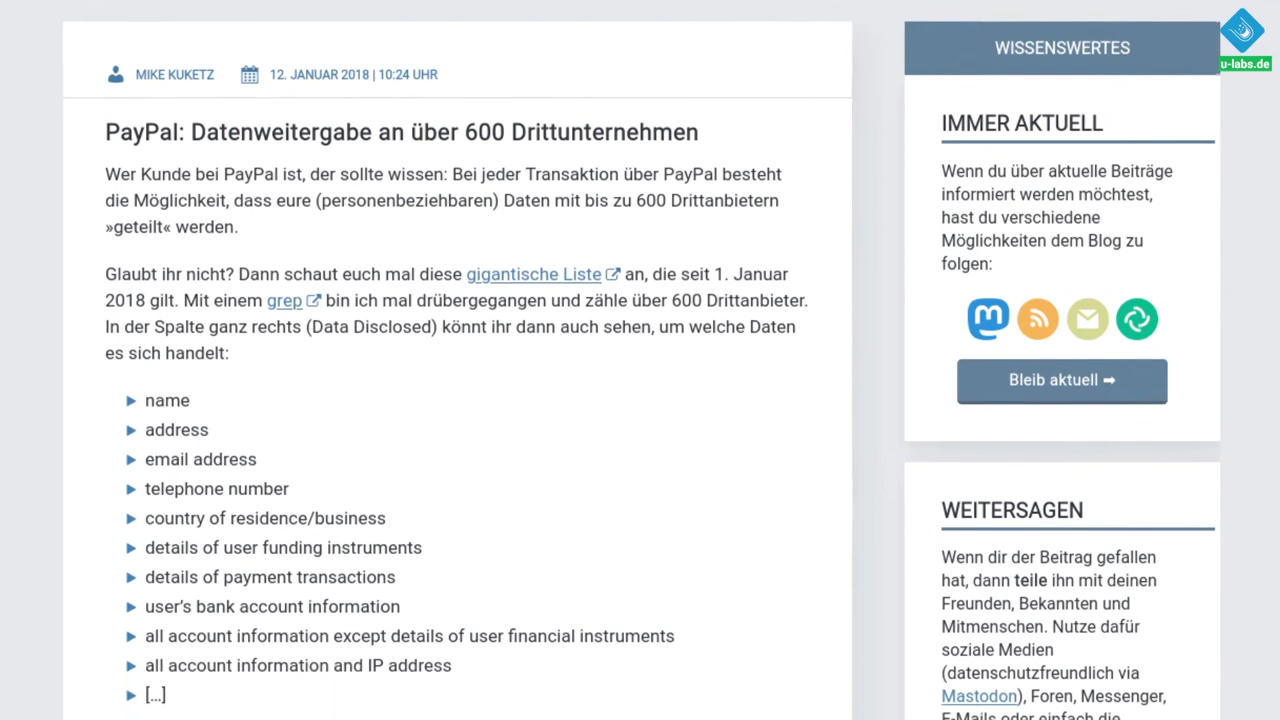 MIKE KUKETZ 12. JANUAR 2018 | 10:24 UHR
PayPal: Datenweitergabe an über 600 Drittunternehmen
Wer Kunde bei PayPal ist, der sollte wissen: Bei jeder Transaktion über PayPal besteht
die Möglichkeit, dass eure (personenbeziehbaren) Daten mit bis zu 600 Drittanbietern
»geteilt« werden.
Glaubt ihr nicht? Dann schaut euch mal diese gigantische Liste an, die seit 1. Januar
2018 gilt. Mit einem grep bin ich mal drübergegangen und zähle über 600 Drittanbieter.
In der Spalte ganz rechts (Data Disclosed) könnt ihr dann auch sehen, um welche Daten
es sich handelt:
name
address
email address
telephone number
country of residence/business
details of user funding instruments
details of payment transactions
user’s bank account information
all account information except details of user financial instruments
all account information and IP address
[…]
WISSENSWERTES
u-labs.de
IMMER AKTUELL
Wenn du über aktuelle Beiträge
informiert werden möchtest,
hast du verschiedene
Möglichkeiten dem Blog zu
folgen:
Bleib aktuell ➡
WEITERSAGEN
Wenn dir der Beitrag gefallen
hat, dann teile ihn mit deinen
Freunden, Bekannten und
Mitmenschen. Nutze dafür
soziale Medien
(datenschutzfreundlich via
Mastodon), Foren, Messenger,
E-Mails oder einfach die